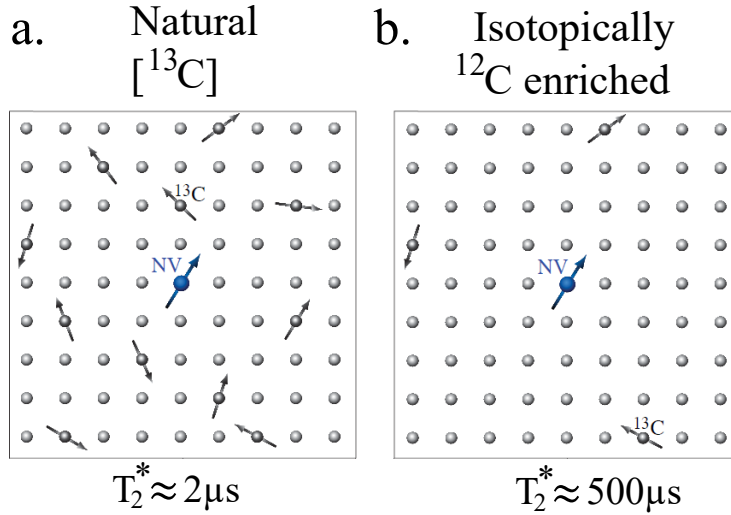 a. Natural
[¹³C]
¹³C
NV
T₂* ≈ 2μs
b. Isotopically
¹²C enriched
NV
¹³C
T₂* ≈ 500μs